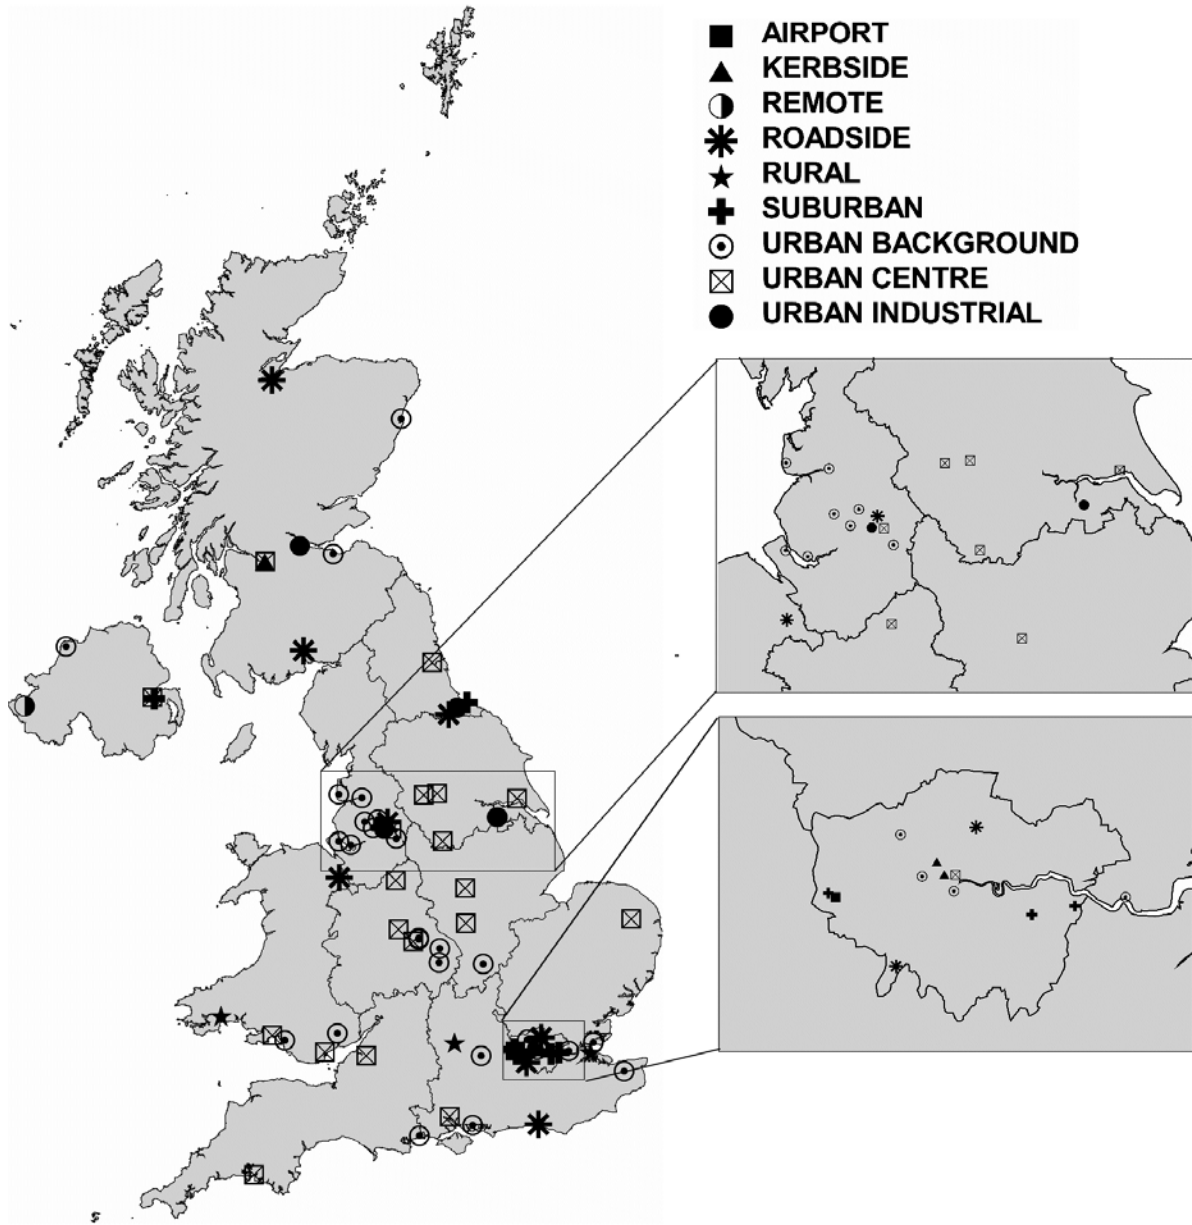 AIRPORT
KERBSIDE
REMOTE
ROADSIDE
RURAL
SUBURBAN
URBAN BACKGROUND
URBAN CENTRE
URBAN INDUSTRIAL